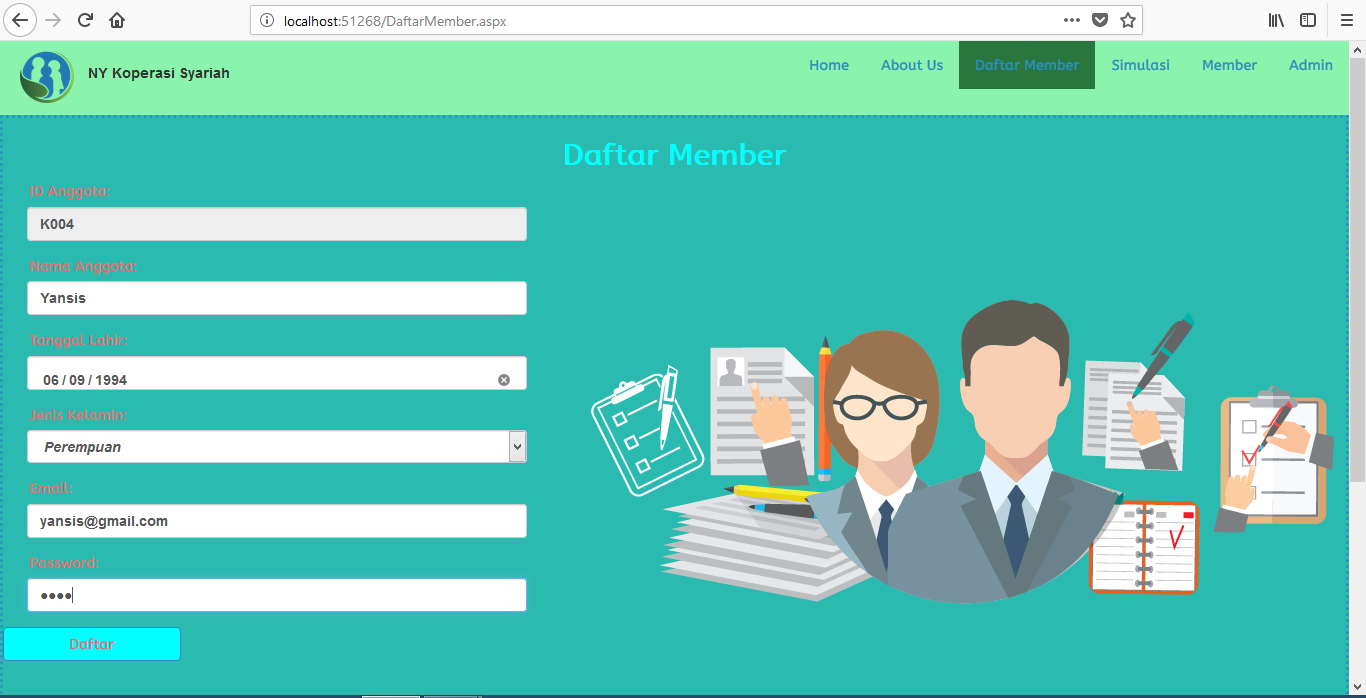 localhost:51268/DaftarMember.aspx
NY Koperasi Syariah
Home About Us Daftar Member Simulasi Member Admin
Daftar Member
ID Anggota:
K004
Nama Anggota:
Yansis
Tanggal Lahir:
06 / 09 / 1994
Jenis Kelamin:
Perempuan
Email:
yansis@gmail.com
Password:
●●●●
Daftar